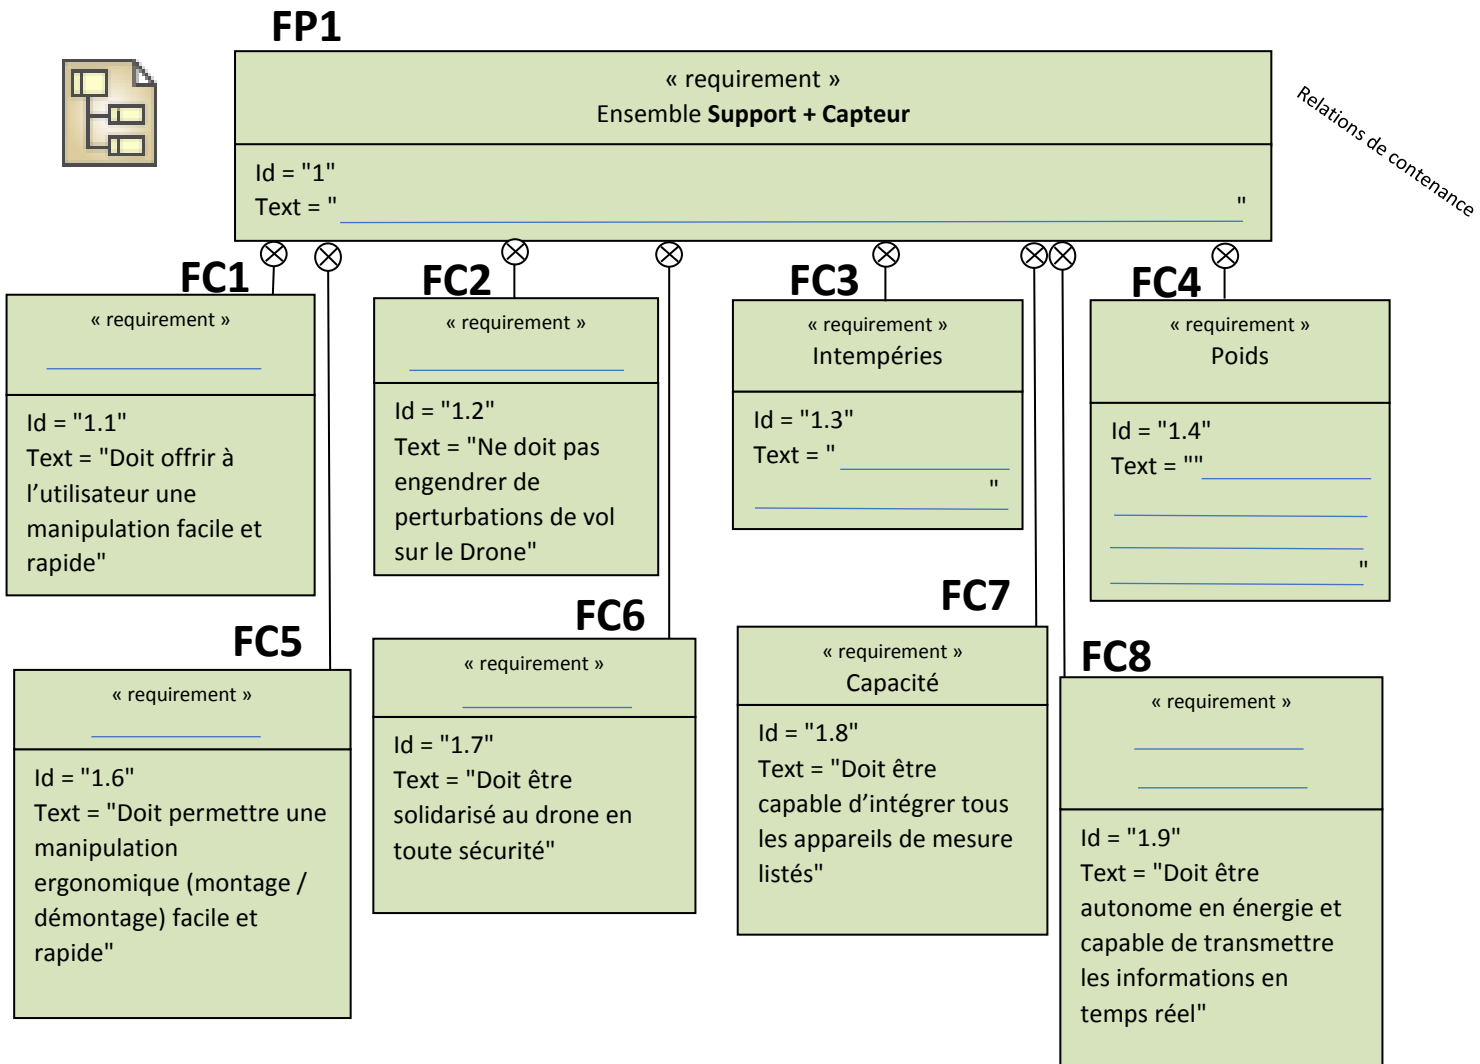 FP1
« requirement »
Ensemble Support + Capteur
Id = "1"
Text = " "
Relations de contenance
FC1
« requirement »
Id = "1.1"
Text = "Doit offrir à
l’utilisateur une
manipulation facile et
rapide"
FC2
« requirement »
Id = "1.2"
Text = "Ne doit pas
engendrer de
perturbations de vol
sur le Drone"
FC3
« requirement »
Intempéries
Id = "1.3"
Text = "
"
FC4
« requirement »
Poids
Id = "1.4"
Text = ""
"
FC5
« requirement »
Id = "1.6"
Text = "Doit permettre une
manipulation
ergonomique (montage /
démontage) facile et
rapide"
FC6
« requirement »
Id = "1.7"
Text = "Doit être
solidarisé au drone en
toute sécurité"
FC7
« requirement »
Capacité
Id = "1.8"
Text = "Doit être
capable d’intégrer tous
les appareils de mesure
listés"
FC8
« requirement »
Id = "1.9"
Text = "Doit être
autonome en énergie et
capable de transmettre
les informations en
temps réel"